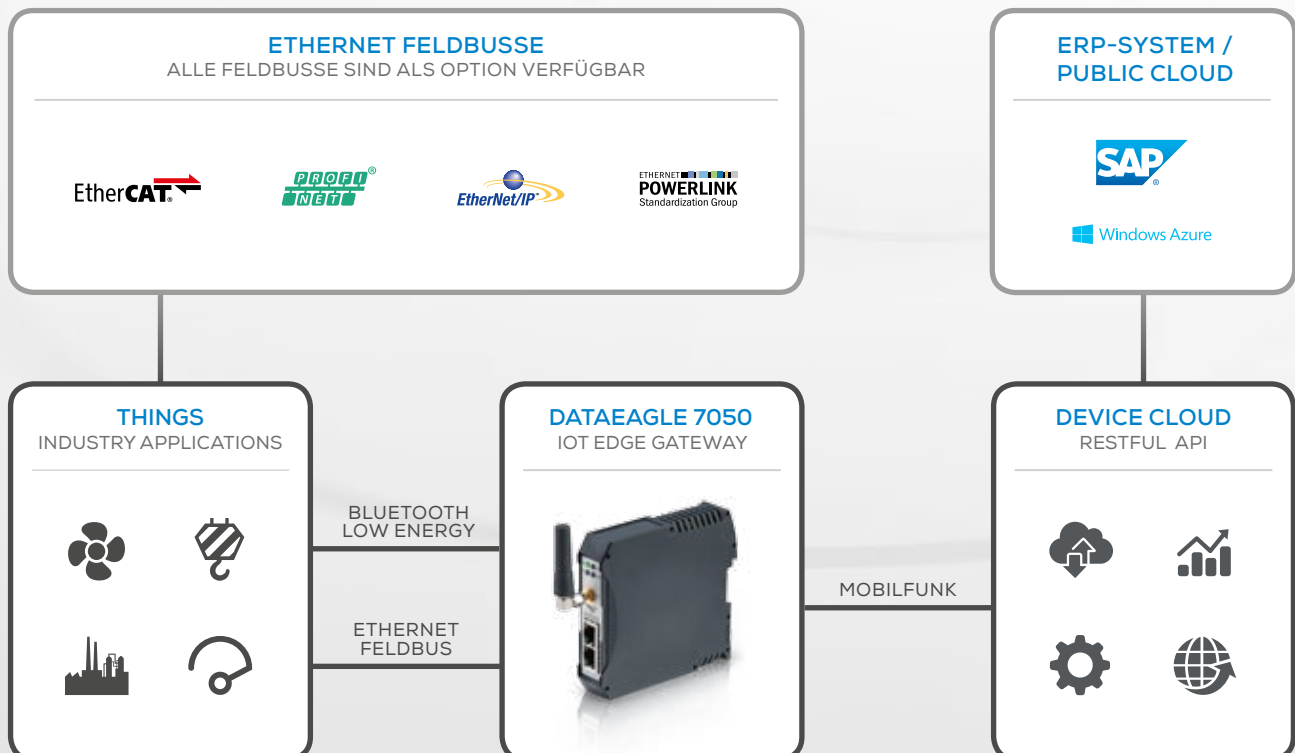 ETHERNET FELDBUSSE
ALLE FELDBUSSE SIND ALS OPTION VERFÜGBAR
EtherCAT®
PROFI®
NET
EtherNet/IP™
ETHERNET
POWERLINK
Standardization Group
ERP-SYSTEM /
PUBLIC CLOUD
SAP®
Windows Azure
THINGS
INDUSTRY APPLICATIONS
BLUETOOTH
LOW ENERGY
ETHERNET
FELDBUS
DATAEAGLE 7050
IOT EDGE GATEWAY
MOBILFUNK
DEVICE CLOUD
RESTFUL API